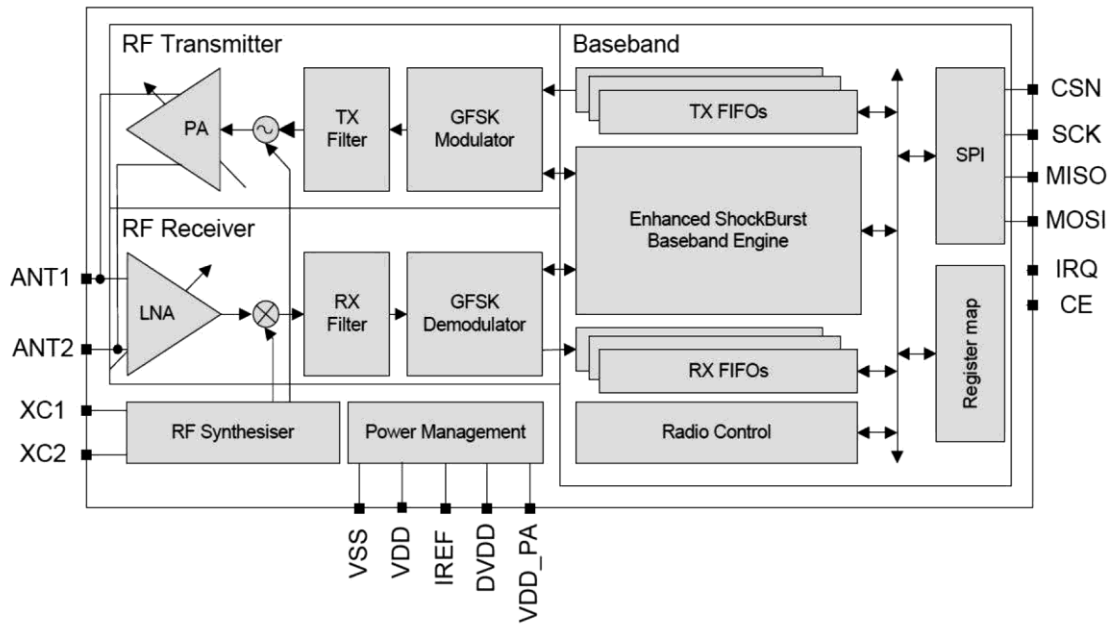 RF Transmitter
Baseband
PA
TX
Filter
GFSK
Modulator
TX FIFOs
SPI
CSN
SCK
MISO
MOSI
Enhanced ShockBurst
Baseband Engine
RF Receiver
ANT1
ANT2
LNA
RX
Filter
GFSK
Demodulator
IRQ
CE
RX FIFOs
Register map
XC1
XC2
RF Synthesiser
Power Management
Radio Control
VSS
VDD
IREF
DVDD
VDD_PA